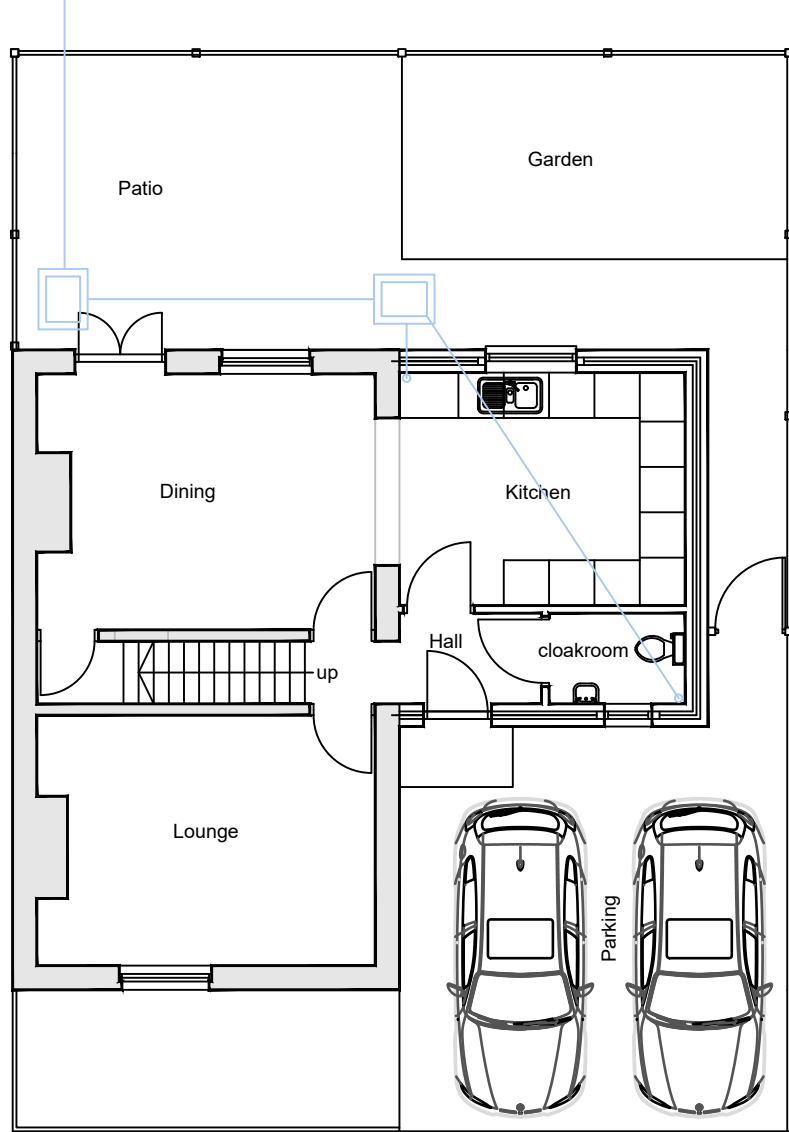 Garden
Patio
Dining
Kitchen
Hall
cloakroom
up
Lounge
Parking